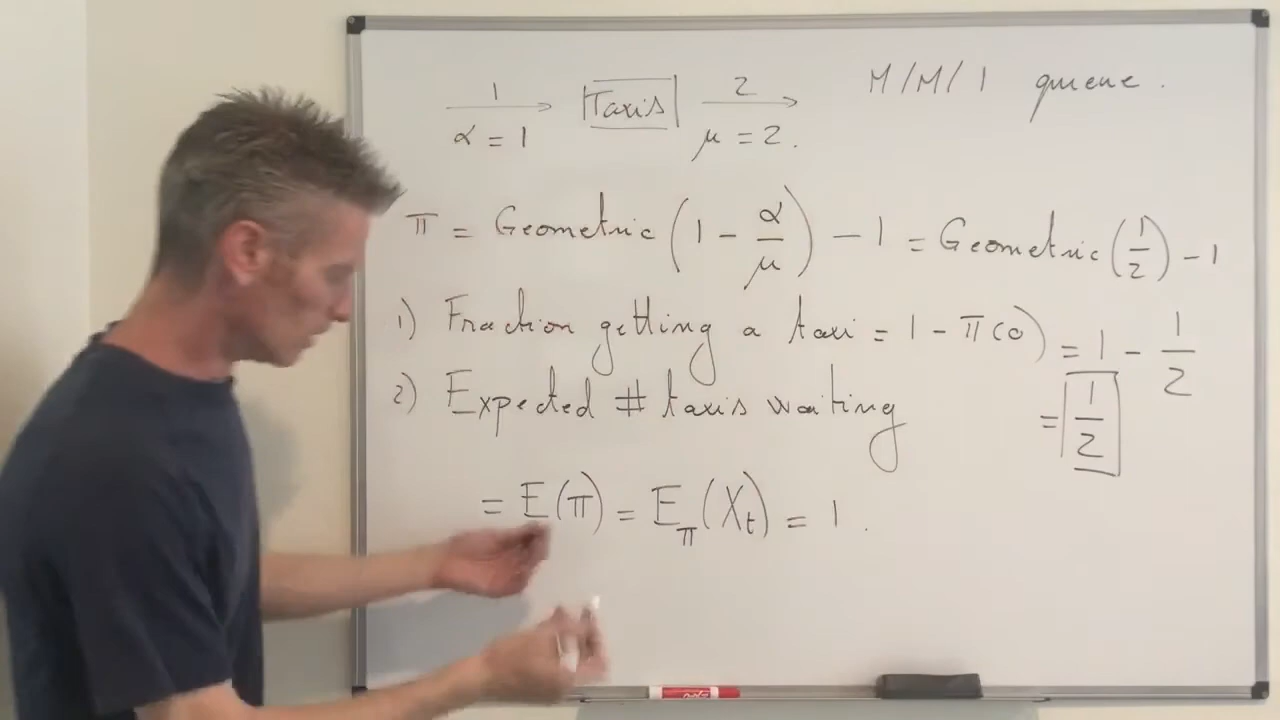 1 → |Taxis| 2 → M/M/1 queue.
α = 1 μ = 2.
π = Geometric (1 - α/μ) - 1 = Geometric (1/2) - 1
1) Fraction getting a taxi = 1 - π(0) = 1 - 1/2
2) Expected # taxis waiting = 1/2
= E(π) = E_π(X_t) = 1.